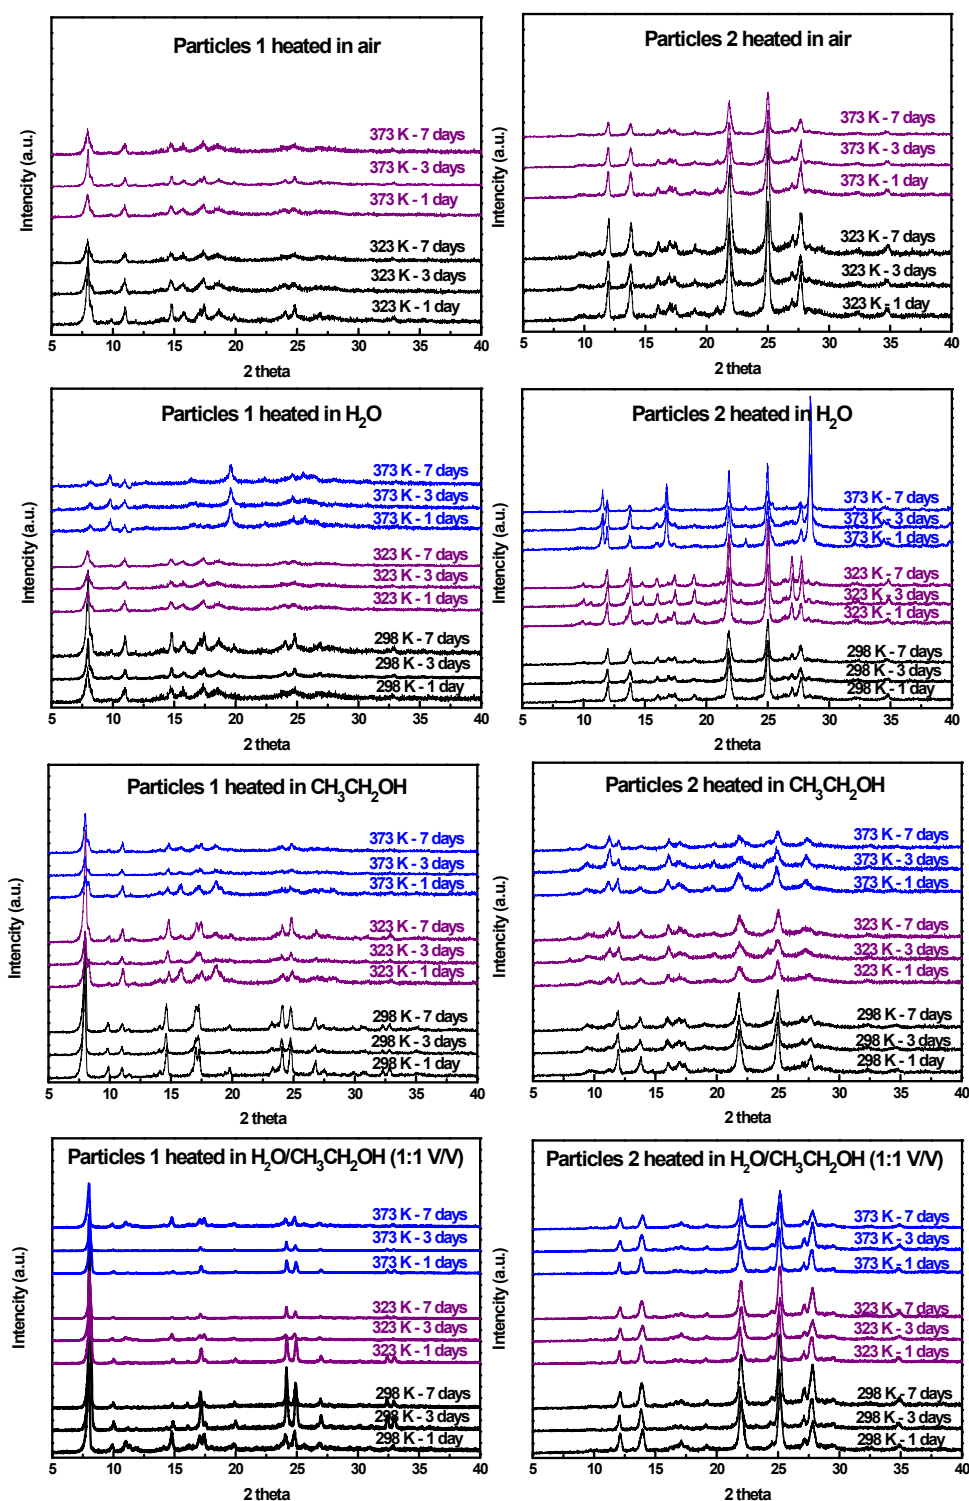 Particles 1 heated in air
Intencity (a.u.)
373 K - 7 days
373 K - 3 days
373 K - 1 day
323 K - 7 days
323 K - 3 days
323 K - 1 day
5 10 15 20 25 30 35 40
2 theta
Particles 2 heated in air
Intencity (a.u.)
373 K - 7 days
373 K - 3 days
373 K - 1 day
323 K - 7 days
323 K - 3 days
323 K - 1 day
5 10 15 20 25 30 35 40
2 theta
Particles 1 heated in H₂O
Intencity (a.u.)
373 K - 7 days
373 K - 3 days
373 K - 1 days
323 K - 7 days
323 K - 3 days
323 K - 1 days
298 K - 7 days
298 K - 3 days
298 K - 1 day
5 10 15 20 25 30 35 40
2 theta
Particles 2 heated in H₂O
Intencity (a.u.)
373 K - 7 days
373 K - 3 days
373 K - 1 days
323 K - 7 days
323 K - 3 days
323 K - 1 days
298 K - 7 days
298 K - 3 days
298 K - 1 day
5 10 15 20 25 30 35 40
2 theta
Particles 1 heated in CH₃CH₂OH
Intencity (a.u.)
373 K - 7 days
373 K - 3 days
373 K - 1 days
323 K - 7 days
323 K - 3 days
323 K - 1 days
298 K - 7 days
298 K - 3 days
298 K - 1 day
5 10 15 20 25 30 35 40
2 theta
Particles 2 heated in CH₃CH₂OH
Intencity (a.u.)
373 K - 7 days
373 K - 3 days
373 K - 1 days
323 K - 7 days
323 K - 3 days
323 K - 1 days
298 K - 7 days
298 K - 3 days
298 K - 1 day
5 10 15 20 25 30 35 40
2 theta
Particles 1 heated in H₂O/CH₃CH₂OH (1:1 V/V)
Intencity (a.u.)
373 K - 7 days
373 K - 3 days
373 K - 1 days
323 K - 7 days
323 K - 3 days
323 K - 1 days
298 K - 7 days
298 K - 3 days
298 K - 1 day
5 10 15 20 25 30 35 40
2 theta
Particles 2 heated in H₂O/CH₃CH₂OH (1:1 V/V)
Intencity (a.u.)
373 K - 7 days
373 K - 3 days
373 K - 1 days
323 K - 7 days
323 K - 3 days
323 K - 1 days
298 K - 7 days
298 K - 3 days
298 K - 1 day
5 10 15 20 25 30 35 40
2 theta